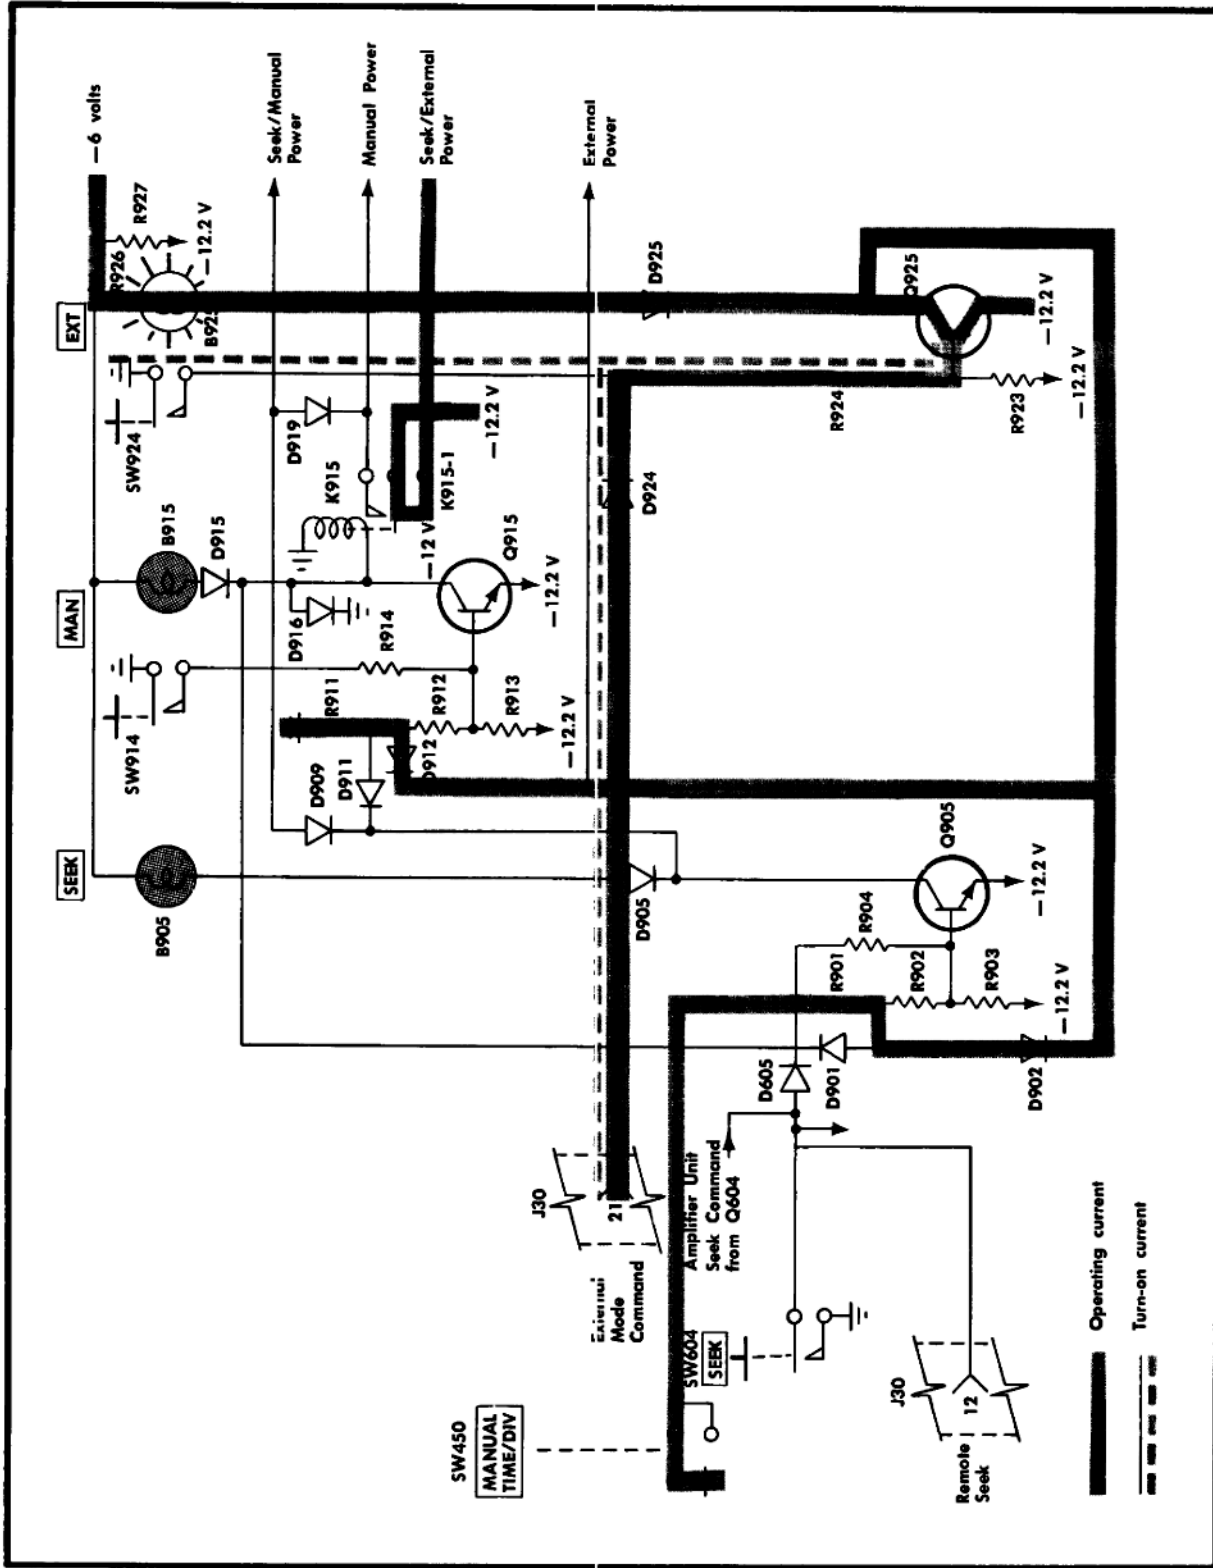 EXT
MAN
SEEK
—6 volts
R926
R927
—12.2 V
SW924
B915
SW914
B905
D915
Seek/Manual
Power
Manual Power
Seek/External
Power
D919
K915
K915-1
—12.2 V
—12 V
D916
R914
Q915
—12.2 V
R911
R912
R913
—12.2 V
D909
D911
D912
SW450
MANUAL
TIME/DIV
J30
21
Mode
Command
External
Power
D924
D925
D905
Amplifier Unit
Seek Command
from Q604
SW604
SEEK
D605
D901
R901
R904
R902
R903
—12.2 V
Q905
—12.2 V
D902
R924
Q925
—12.2 V
R923
—12.2 V
J30
12
Remote
Seek
Operating current
Turn-on current